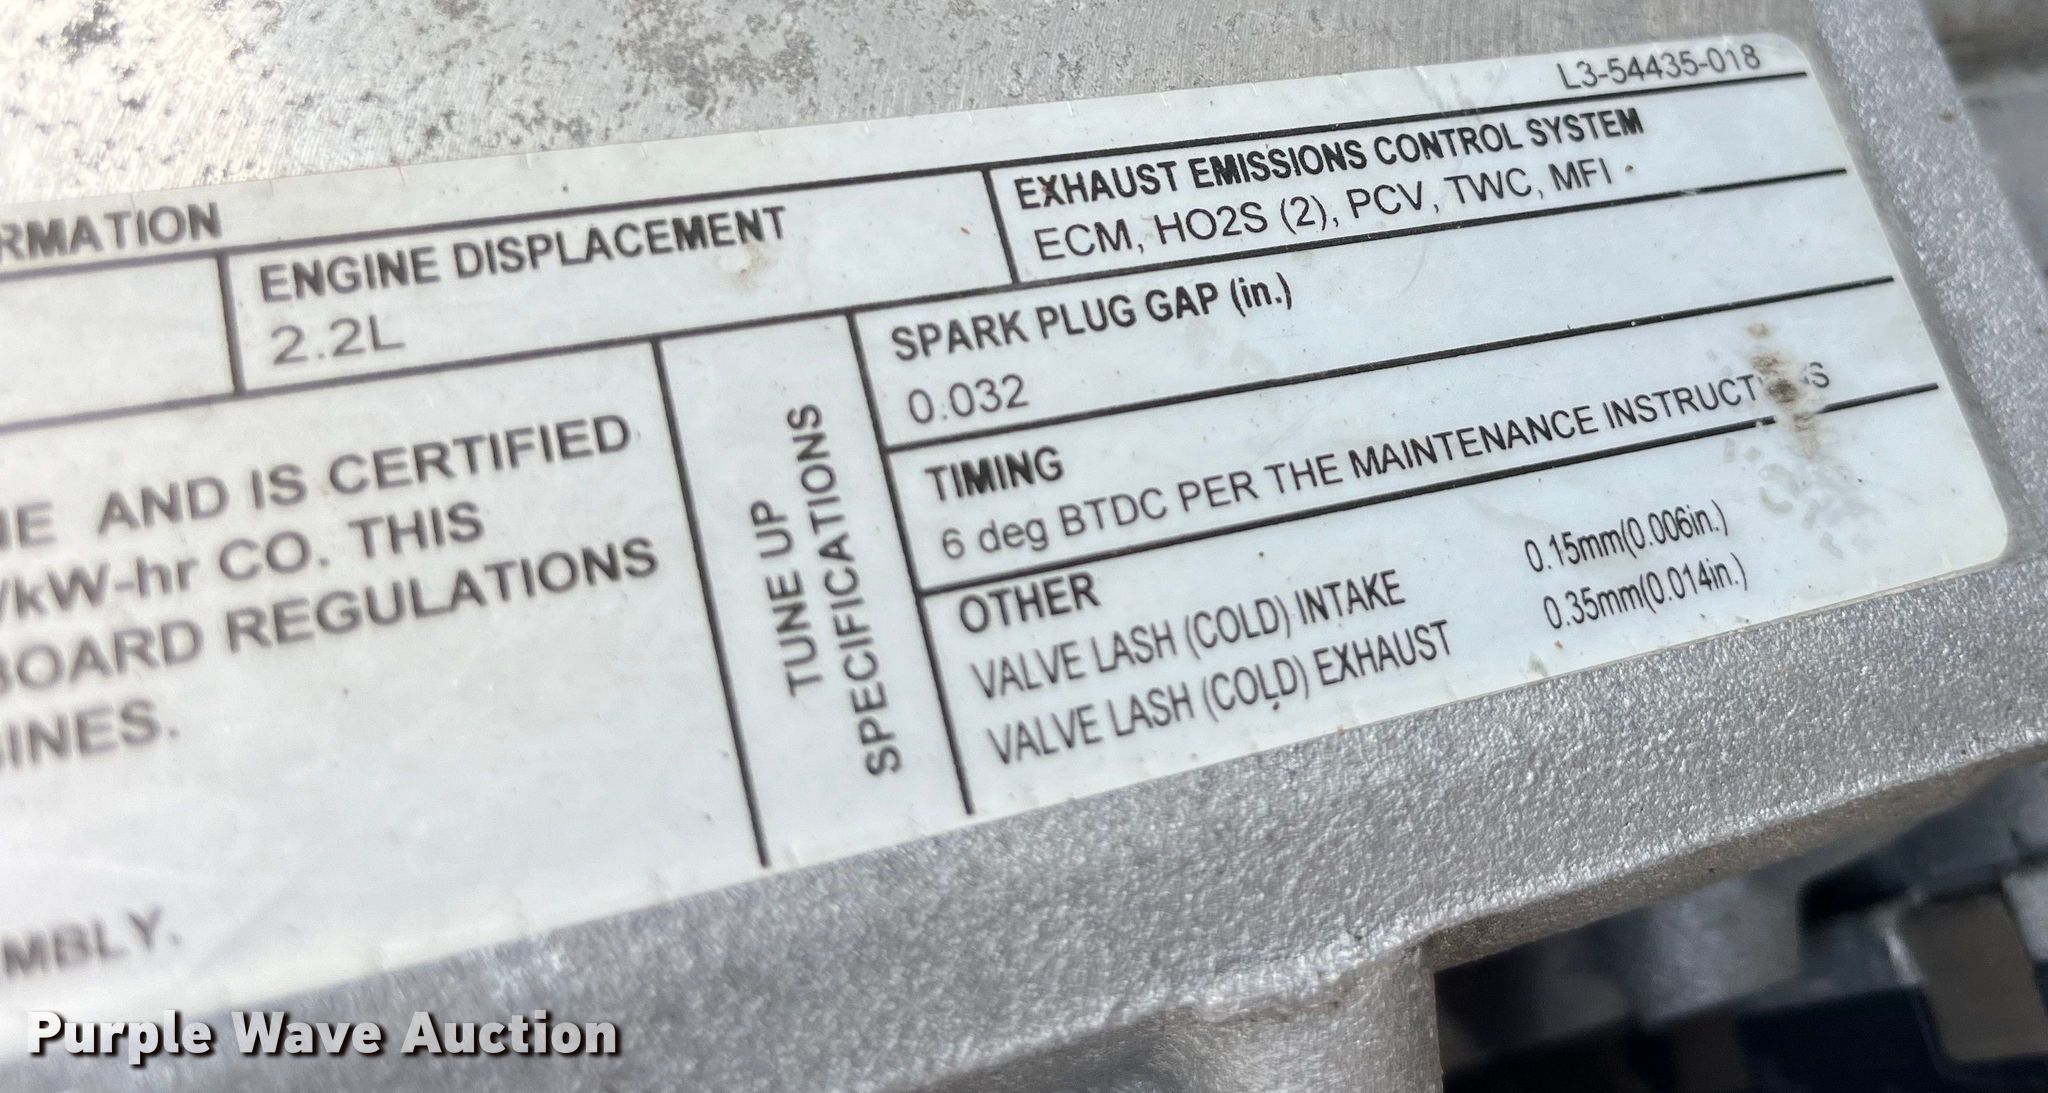 L3-54435-018
RMATION
ENGINE DISPLACEMENT
2.2L
EXHAUST EMISSIONS CONTROL SYSTEM
ECM, HO2S (2), PCV, TWC, MFI
AND IS CERTIFIED
/kW-hr CO. THIS
BOARD REGULATIONS
INES.
MBLY.
TUNE UP
SPECIFICATIONS
SPARK PLUG GAP (in.)
0.032
TIMING
6 deg BTDC PER THE MAINTENANCE INSTRUCTIONS
OTHER
VALVE LASH (COLD) INTAKE 0.15mm(0.006in.)
VALVE LASH (COLD) EXHAUST 0.35mm(0.014in.)
Purple Wave Auction